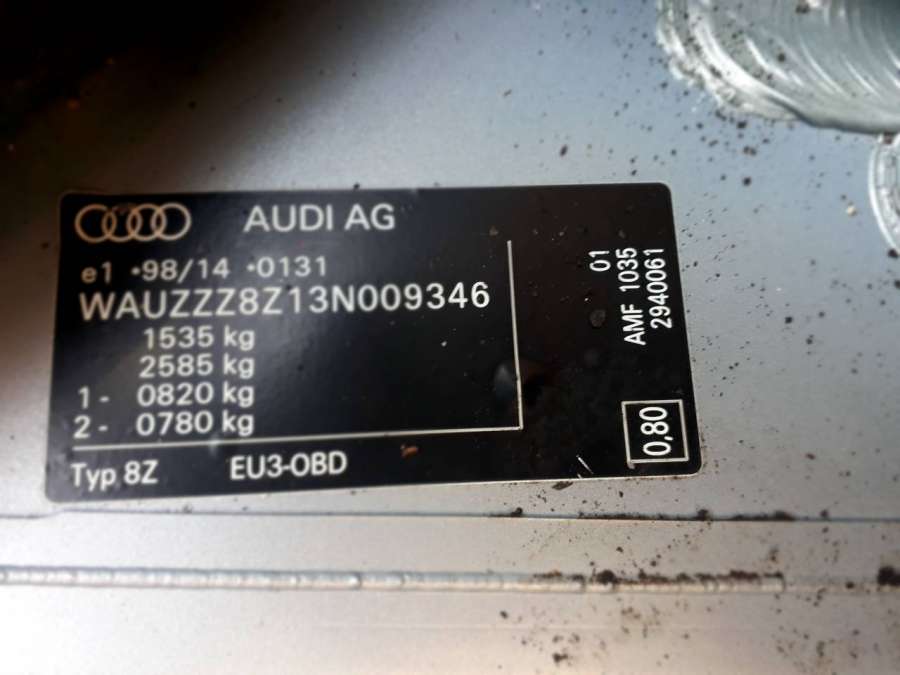 AUDI AG
e1 •98/14 •0131
WAUZZZ8Z13N009346
1535 kg
2585 kg
1- 0820 kg
2- 0780 kg
Typ 8Z EU3-OBD
01
AMF 1035
2940061
0,80